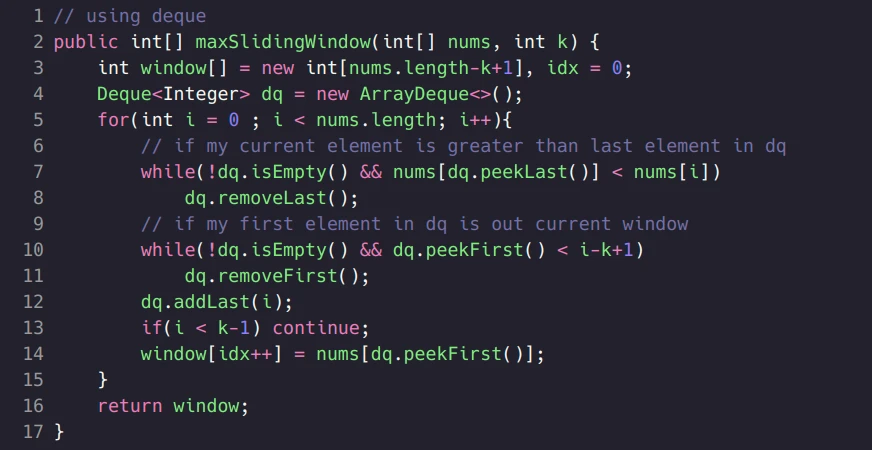 1 // using deque
2 public int[] maxSlidingWindow(int[] nums, int k) {
3     int window[] = new int[nums.length-k+1], idx = 0;
4     Deque<Integer> dq = new ArrayDeque<>();
5     for(int i = 0 ; i < nums.length; i++){
6         // if my current element is greater than last element in dq
7         while(!dq.isEmpty() && nums[dq.peekLast()] < nums[i])
8             dq.removeLast();
9         // if my first element in dq is out current window
10         while(!dq.isEmpty() && dq.peekFirst() < i-k+1)
11             dq.removeFirst();
12         dq.addLast(i);
13         if(i < k-1) continue;
14         window[idx++] = nums[dq.peekFirst()];
15     }
16     return window;
17 }